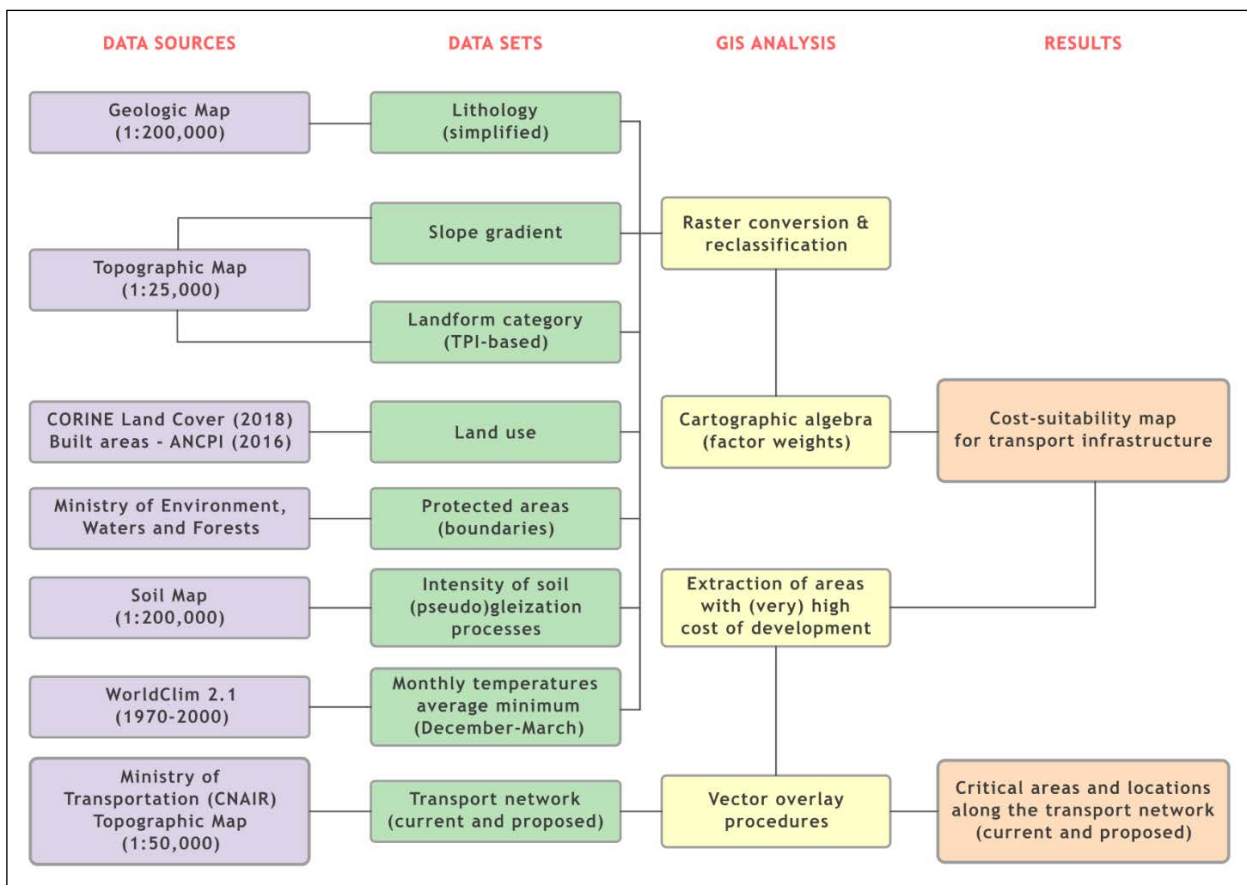 DATA SOURCES
DATA SETS
GIS ANALYSIS
RESULTS
Geologic Map
(1:200,000)
Lithology
(simplified)
Slope gradient
Raster conversion &
reclassification
Topographic Map
(1:25,000)
Landform category
(TPI-based)
CORINE Land Cover (2018)
Built areas - ANCPI (2016)
Land use
Cartographic algebra
(factor weights)
Cost-suitability map
for transport infrastructure
Ministry of Environment,
Waters and Forests
Protected areas
(boundaries)
Soil Map
(1:200,000)
Intensity of soil
(pseudo)gleization
processes
Extraction of areas
with (very) high
cost of development
WorldClim 2.1
(1970-2000)
Monthly temperatures
average minimum
(December-March)
Ministry of
Transportation (CNAIR)
Topographic Map
(1:50,000)
Transport network
(current and proposed)
Vector overlay
procedures
Critical areas and locations
along the transport network
(current and proposed)